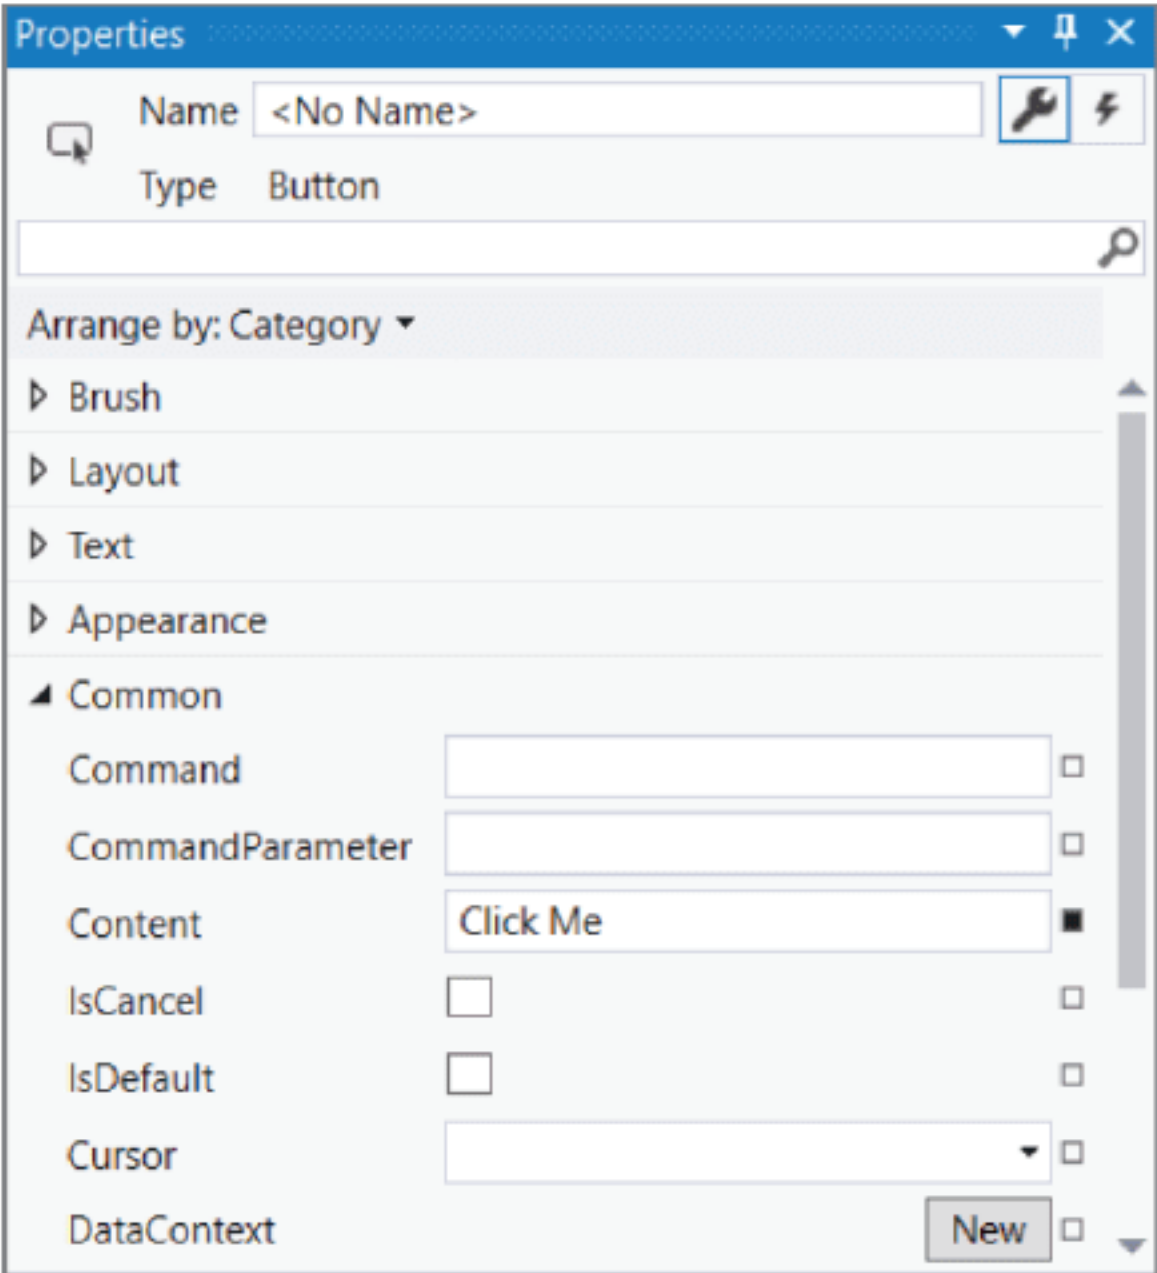 Properties
Name <No Name>
Type Button
Arrange by: Category
Brush
Layout
Text
Appearance
Common
Command
CommandParameter
Content Click Me
IsCancel
IsDefault
Cursor
DataContext New